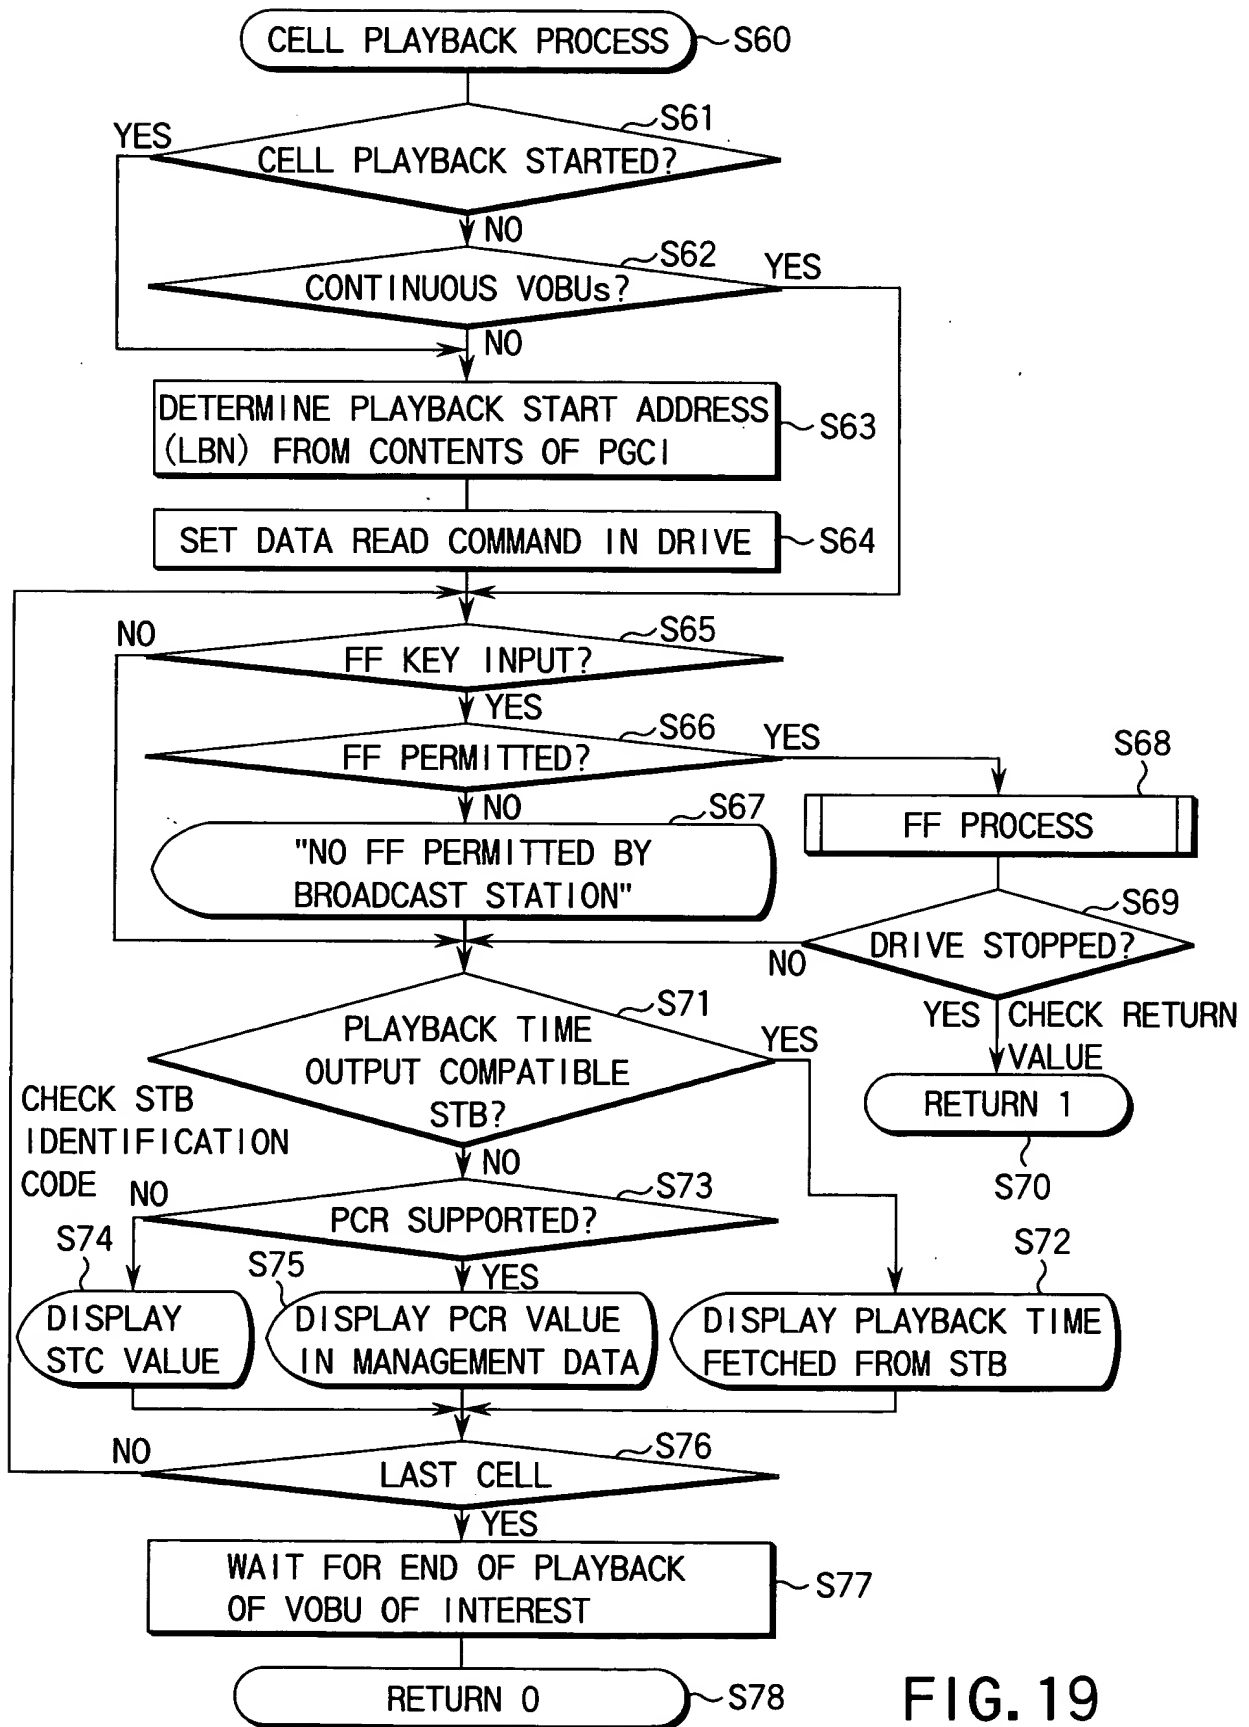 CELL PLAYBACK PROCESS
S60
S61
YES
CELL PLAYBACK STARTED?
NO
S62
YES
CONTINUOUS VOBUs?
NO
DETERMINE PLAYBACK START ADDRESS
(LBN) FROM CONTENTS OF PGCI
S63
SET DATA READ COMMAND IN DRIVE
S64
NO
S65
FF KEY INPUT?
YES
S66
YES
FF PERMITTED?
S68
NO
S67
FF PROCESS
"NO FF PERMITTED BY
BROADCAST STATION"
S69
DRIVE STOPPED?
NO
S71
YES
CHECK RETURN
VALUE
PLAYBACK TIME
OUTPUT COMPATIBLE
STB?
YES
RETURN 1
S70
CHECK STB
IDENTIFICATION
CODE
NO
NO
S73
PCR SUPPORTED?
S74
S75
YES
S72
DISPLAY
STC VALUE
DISPLAY PCR VALUE
IN MANAGEMENT DATA
DISPLAY PLAYBACK TIME
FETCHED FROM STB
NO
S76
LAST CELL
YES
WAIT FOR END OF PLAYBACK
OF VOBU OF INTEREST
S77
RETURN 0
S78
FIG. 19